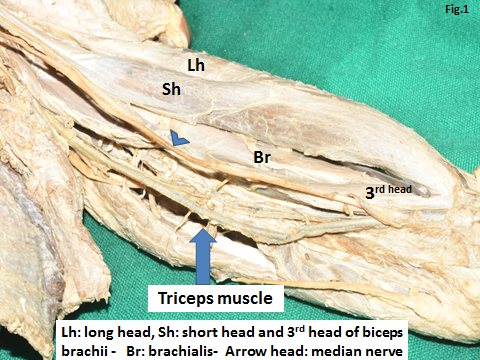 Fig.1
Lh
Sh
Br
3rd head
Triceps muscle
Lh: long head, Sh: short head and 3rd head of biceps
brachii - Br: brachialis- Arrow head: median nerve